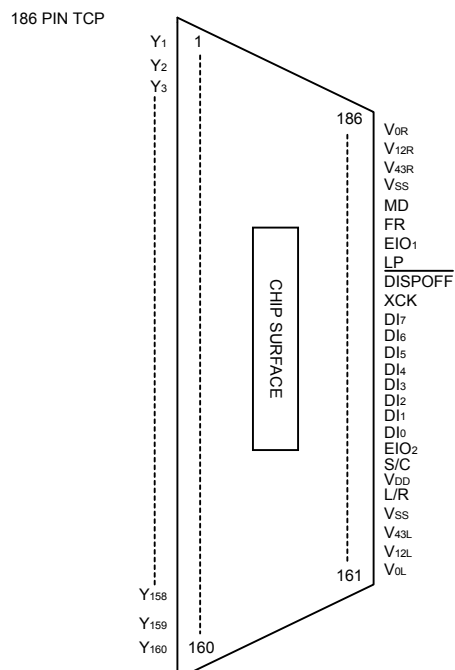 186 PIN TCP
Y1
Y2
Y3
Y158
Y159
Y160
1
160
CHIP SURFACE
186
161
V0R
V12R
V43R
VSS
MD
FR
EIO1
LP
DISPOFF
XCK
DI7
DI6
DI5
DI4
DI3
DI2
DI1
DI0
EIO2
S/C
VDD
L/R
VSS
V43L
V12L
V0L